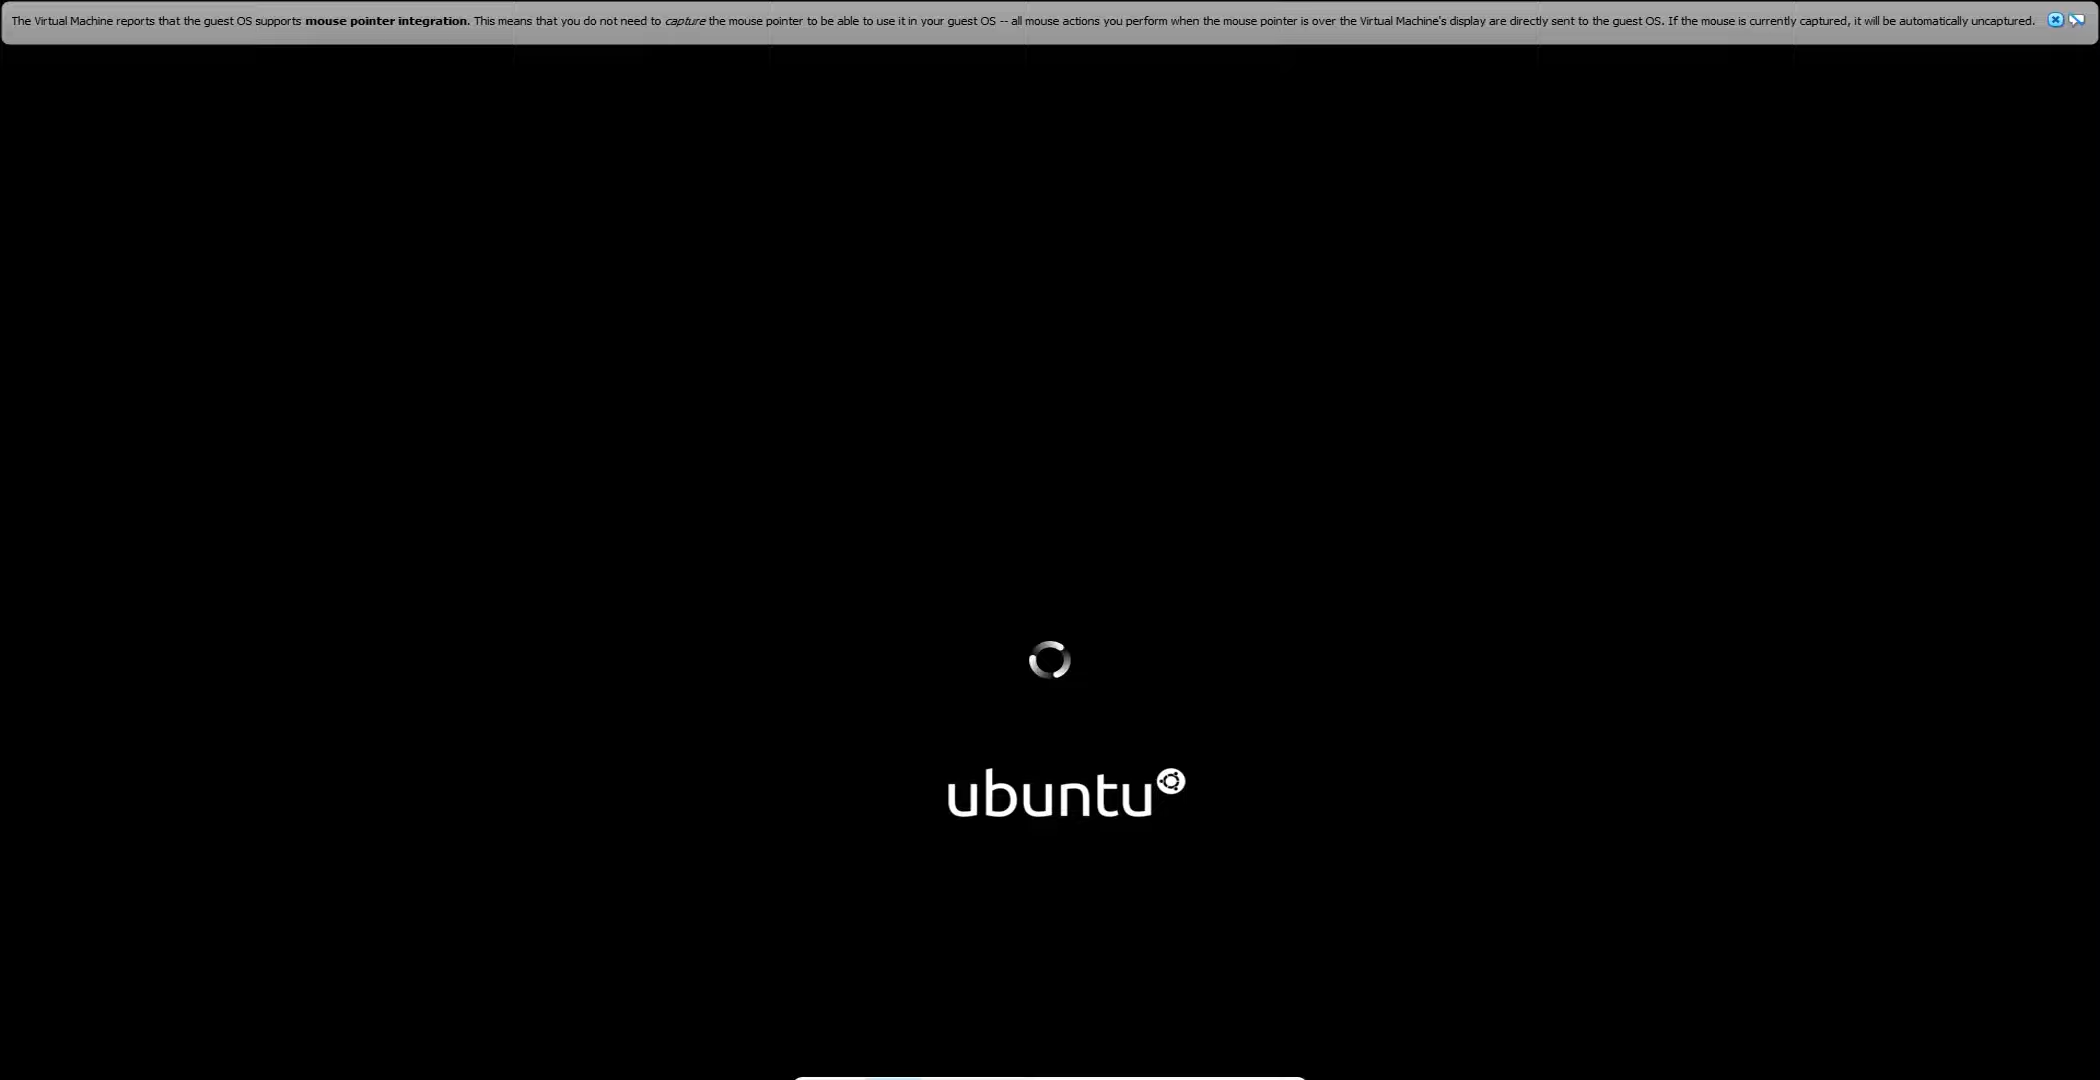 The Virtual Machine reports that the guest OS supports mouse pointer integration. This means that you do not need to capture the mouse pointer to be able to use it in your guest OS -- all mouse actions you perform when the mouse pointer is over the Virtual Machine's display are directly sent to the guest OS. If the mouse is currently captured, it will be automatically uncaptured.
ubuntu